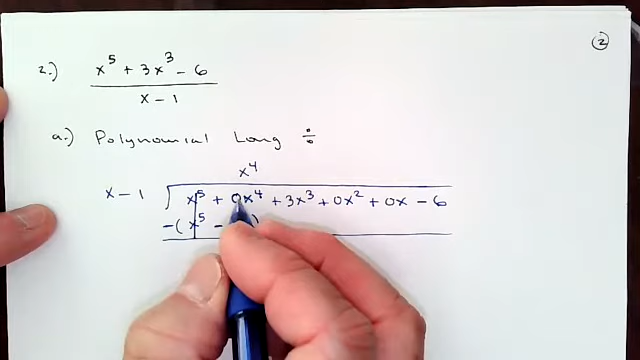 ②
2.) x⁵ + 3x³ - 6
x - 1
a.) Polynomial Long ÷
x⁴
x - 1 ) x⁵ + 0x⁴ + 3x³ + 0x² + 0x - 6
-( x⁵ - )